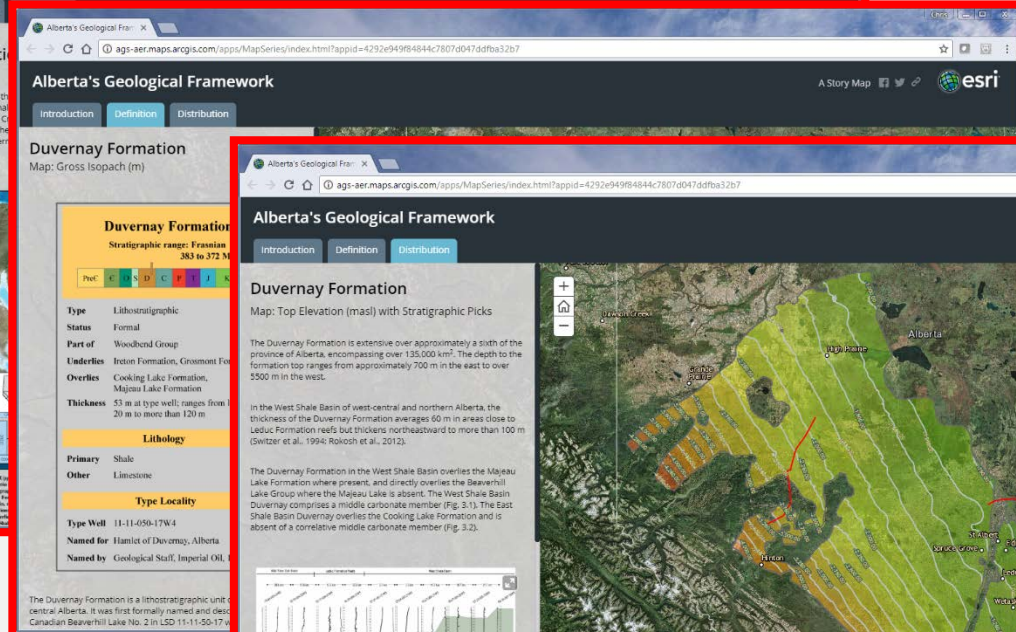 Alberta's Geological Fram
ags-aer.maps.arcgis.com/apps/MapSeries/index.html?appid=4292e949f84844c7807d047ddfba32b7
Alberta's Geological Framework
A Story Map
esri
Introduction Definition Distribution
Duvernay Formation
Map: Gross Isopach (m)
Duvernay Formation
Stratigraphic range: Frasnian
383 to 372 M
PreC C O S D C P T J K
Type Lithostratigraphic
Status Formal
Part of Woodbend Group
Underlies Ireton Formation, Grosmont For
Overlies Cooking Lake Formation,
Majeau Lake Formation
Thickness 53 m at type well; ranges from
20 m to more than 120 m
Lithology
Primary Shale
Other Limestone
Type Locality
Type Well 11-11-050-17W4
Named for Hamlet of Duvernay, Alberta
Named by Geological Staff, Imperial Oil,
The Duvernay Formation is a lithostratigraphic unit
central Alberta. It was first formally named and desc
Canadian Beaverhill Lake No. 2 in LSD 11-11-50-17 w
Alberta's Geological Fram
ags-aer.maps.arcgis.com/apps/MapSeries/index.html?appid=4292e949f84844c7807d047ddfba32b7
Alberta's Geological Framework
Introduction Definition Distribution
Duvernay Formation
Map: Top Elevation (masl) with Stratigraphic Picks
The Duvernay Formation is extensive over approximately a sixth of the
province of Alberta, encompassing over 135,000 km². The depth to the
formation top ranges from approximately 700 m in the east to over
5500 m in the west.
In the West Shale Basin of west-central and northern Alberta, the
thickness of the Duvernay Formation averages 60 m in areas close to
Leduc Formation reefs but thickens northeastward to more than 100 m
(Switzer et al., 1994; Rokosh et al., 2012).
The Duvernay Formation in the West Shale Basin overlies the Majeau
Lake Formation where present, and directly overlies the Beaverhill
Lake Group where the Majeau Lake is absent. The West Shale Basin
Duvernay comprises a middle carbonate member (Fig. 3.1). The East
Shale Basin Duvernay overlies the Cooking Lake Formation and is
absent of a correlative middle carbonate member (Fig. 3.2).
Dawson Creek
Grande
Prairie
High Prairie
Alberta
Hinton
St Albert
Spruce Grove